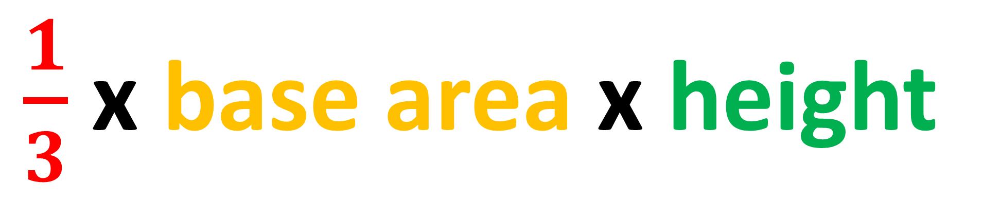 1/3 x base area x height